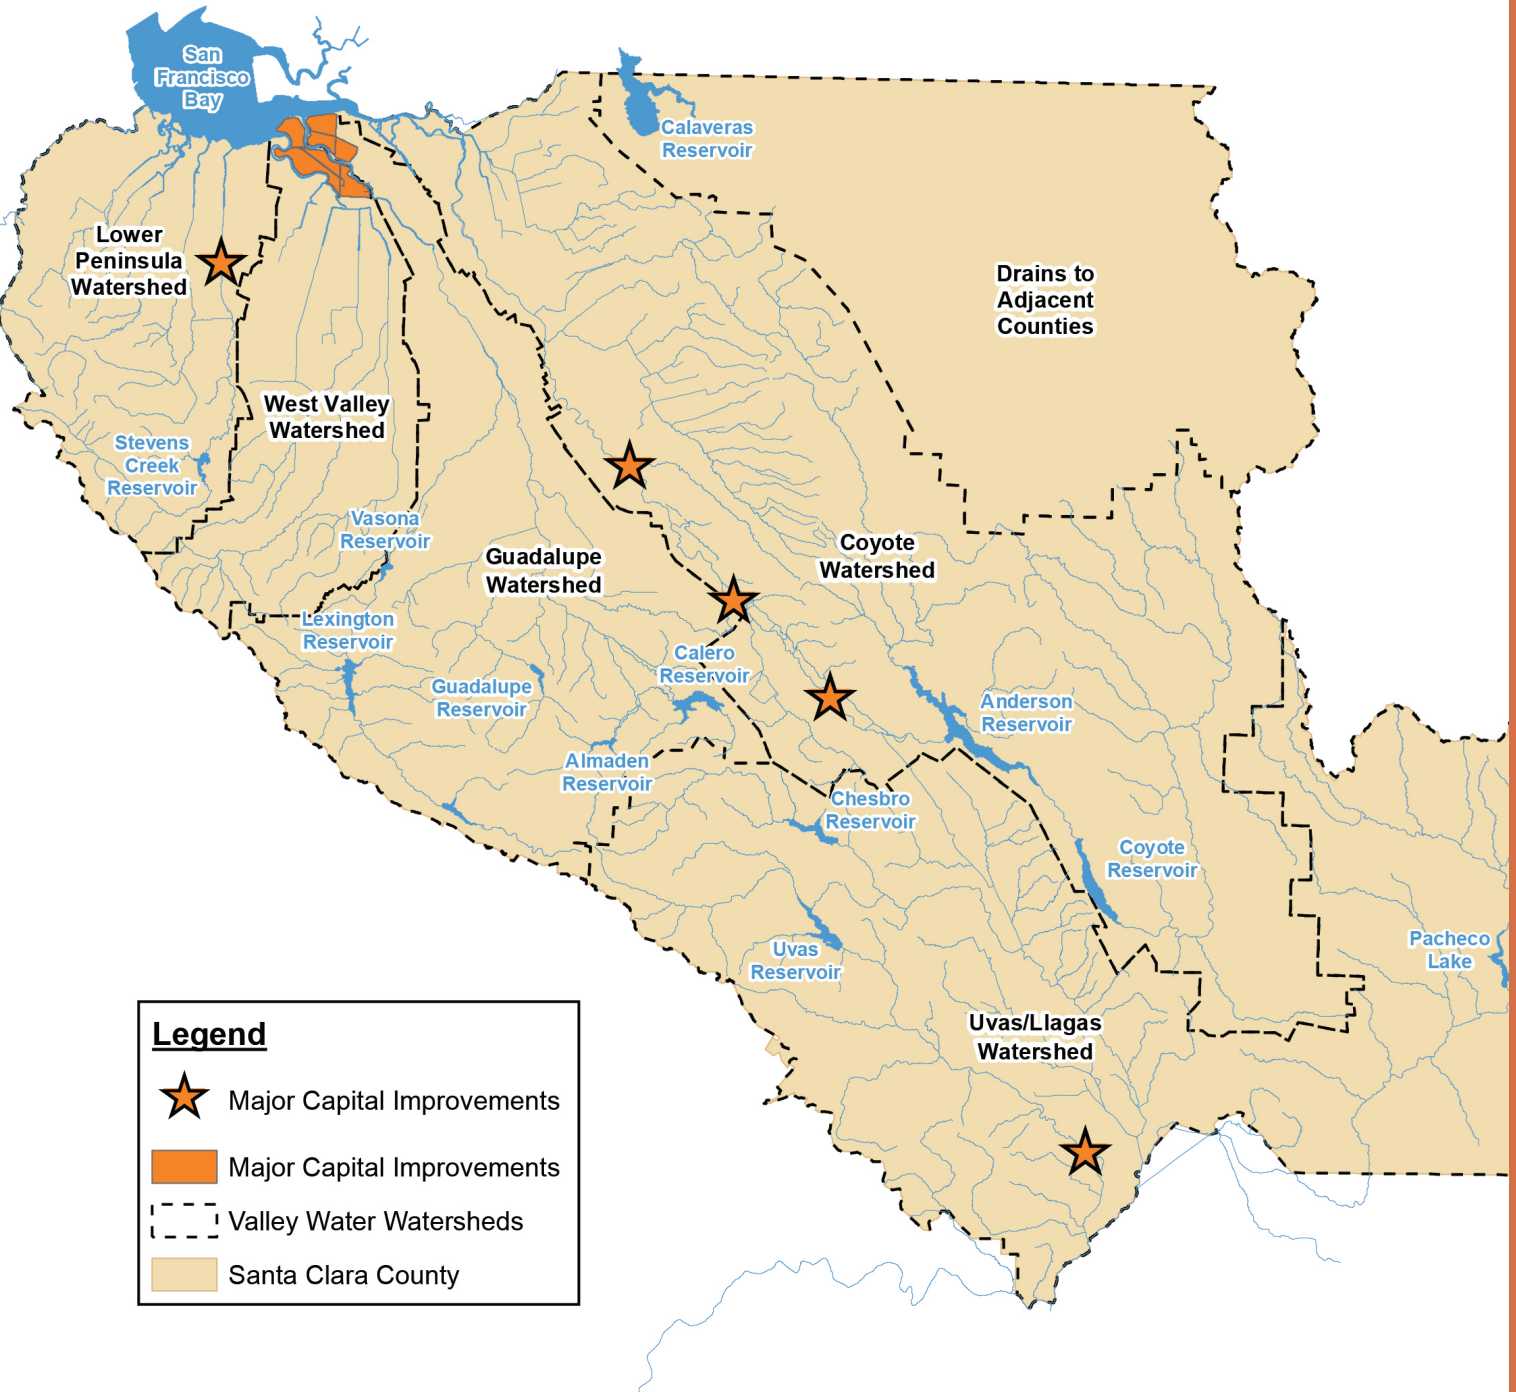 San
Francisco
Bay
Calaveras
Reservoir
Lower
Peninsula
Watershed
Drains to
Adjacent
Counties
West Valley
Watershed
Stevens
Creek
Reservoir
Vasona
Reservoir
Guadalupe
Watershed
Coyote
Watershed
Lexington
Reservoir
Calero
Reservoir
Guadalupe
Reservoir
Anderson
Reservoir
Almaden
Reservoir
Chesbro
Reservoir
Coyote
Reservoir
Uvas
Reservoir
Pacheco
Lake
Uvas/Llagas
Watershed
Legend
Major Capital Improvements
Major Capital Improvements
Valley Water Watersheds
Santa Clara County